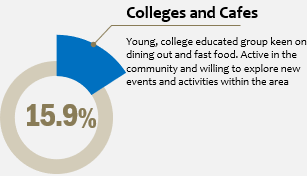 Colleges and Cafes
Young, college educated group keen on
dining out and fast food. Active in the
community and willing to explore new
events and activities within the area
15.9%